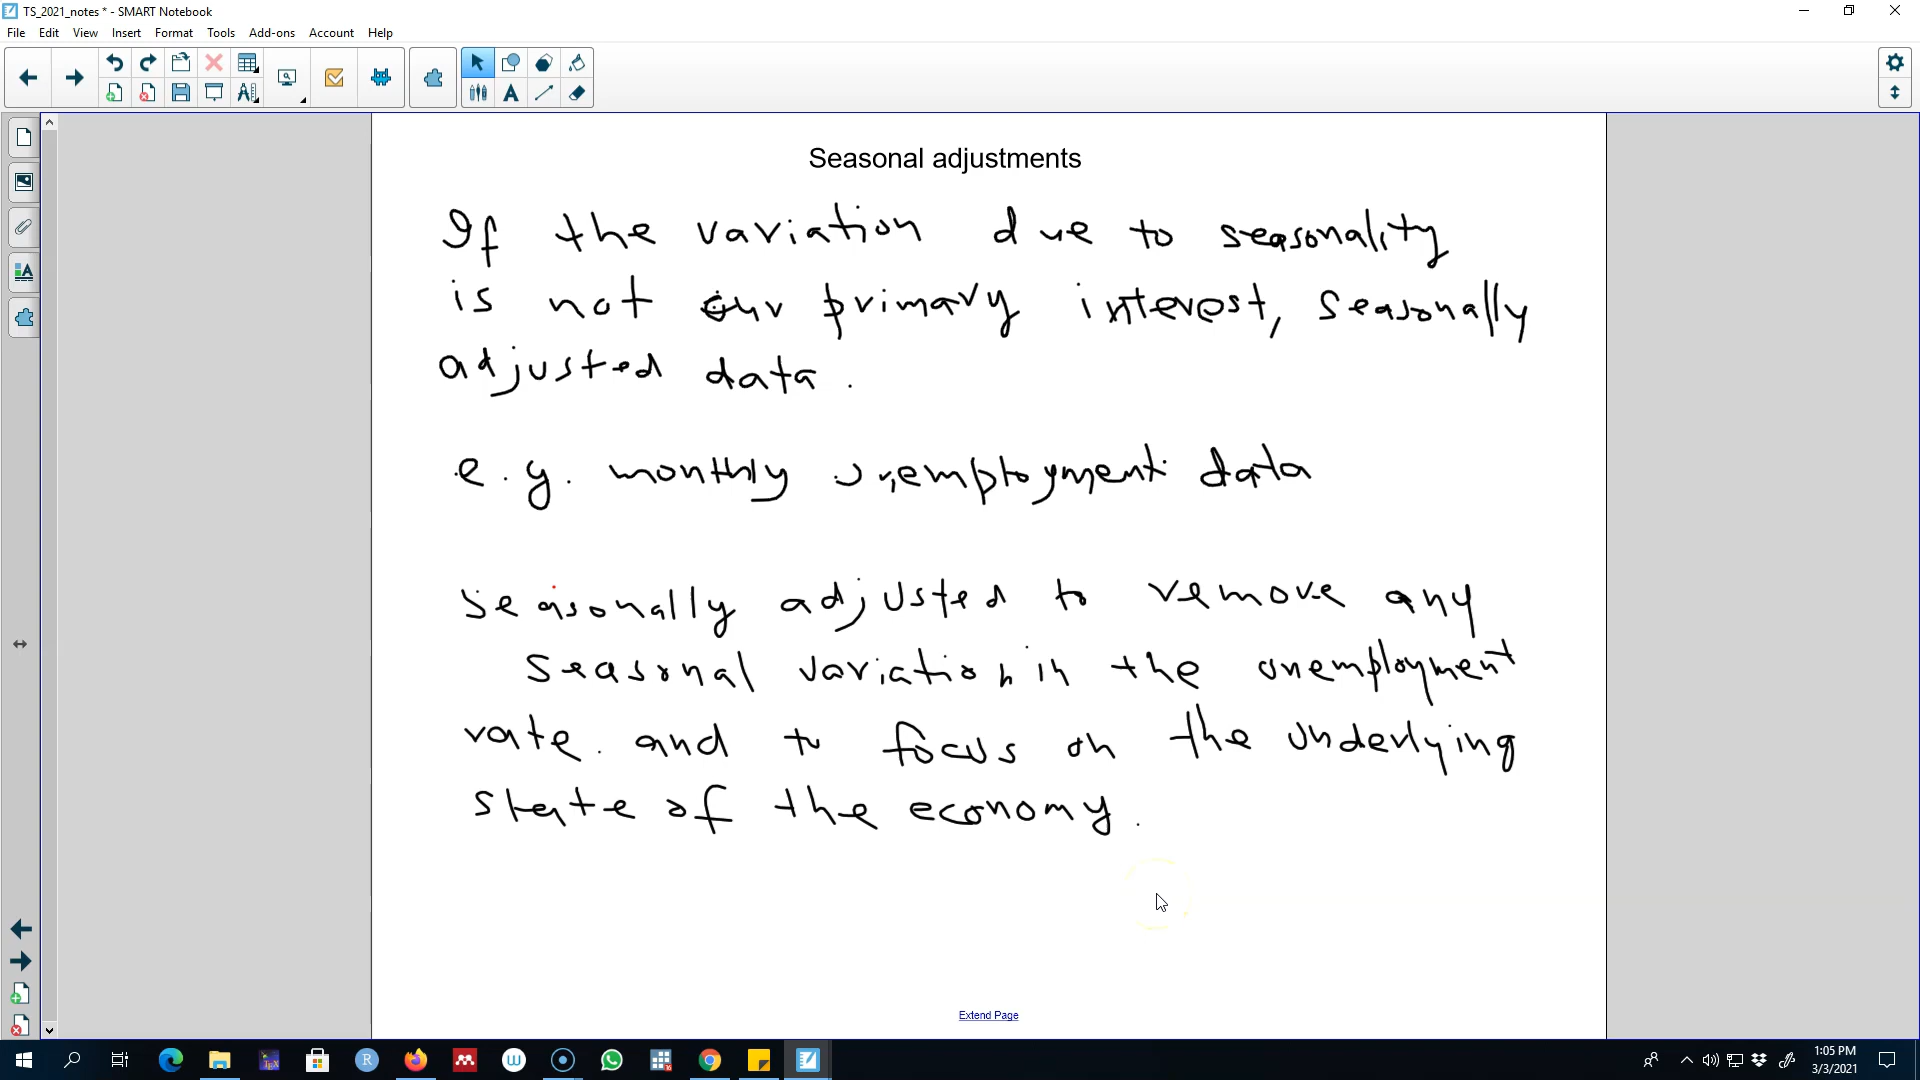 TS_2021_notes * - SMART Notebook
File Edit View Insert Format Tools Add-ons Account Help
Seasonal adjustments
If the variation due to seasonality
is not our primary interest, seasonally
adjusted data.
e.g. monthly unemployment data
seasonally adjusted to remove any
seasonal variation in the unemployment
rate. and to focus on the underlying
state of the economy.
Extend Page
1:05 PM
3/3/2021